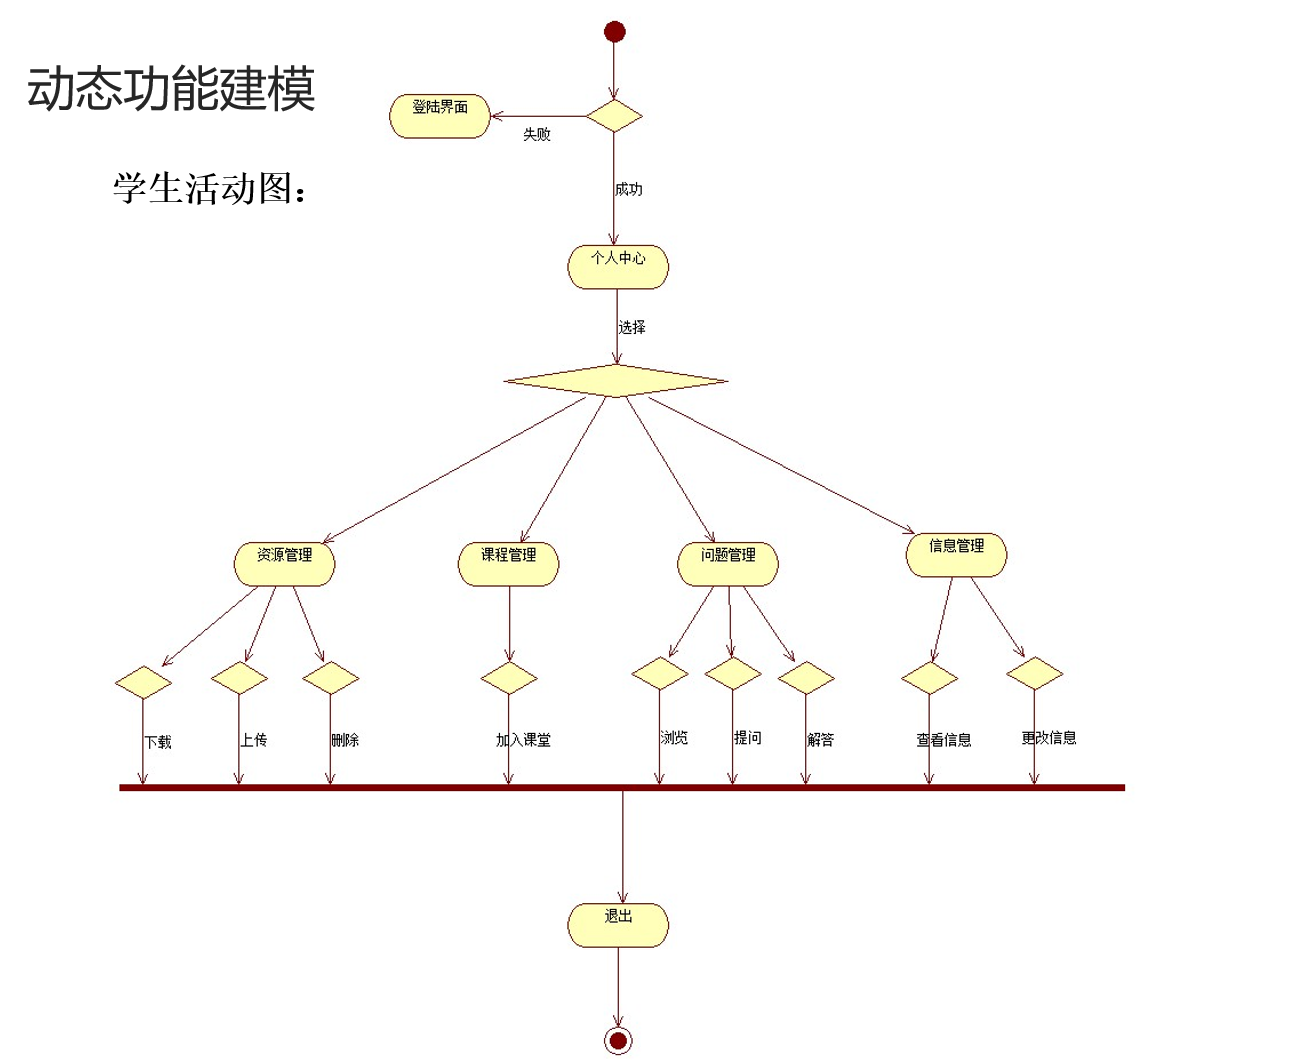 动态功能建模
登陆界面
失败
学生活动图：
成功
个人中心
选择
资源管理
课程管理
问题管理
信息管理
下载
上传
删除
加入课堂
浏览
提问
解答
查看信息
更改信息
退出